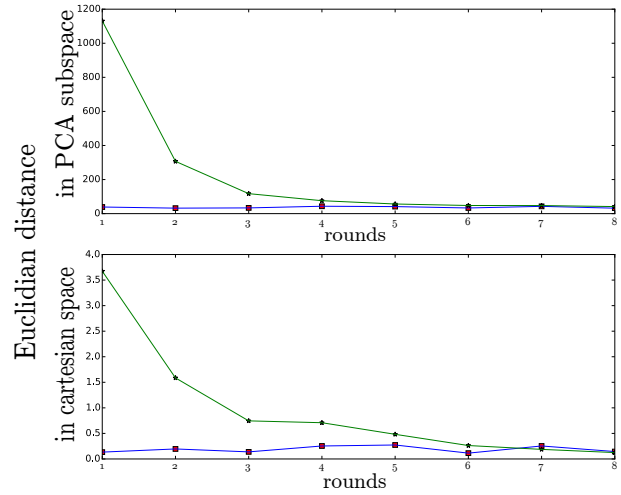 Euclidian distance
in PCA subspace
1200
1000
800
600
400
200
0
1 2 3 4 5 6 7 8
rounds
in cartesian space
4.0
3.5
3.0
2.5
2.0
1.5
1.0
0.5
0.0
1 2 3 4 5 6 7 8
rounds